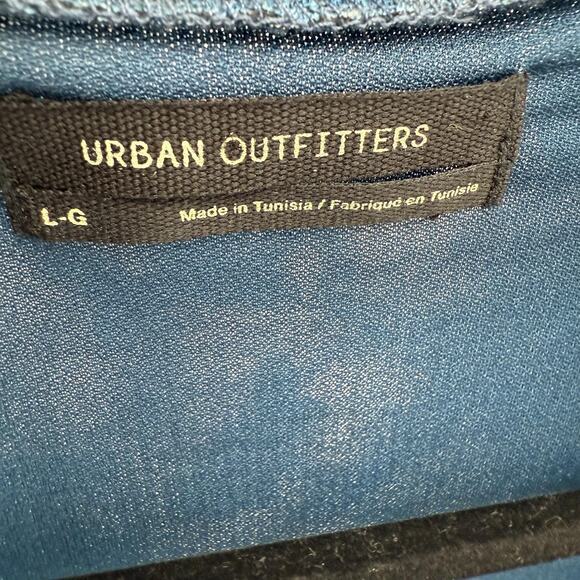 URBAN OUTFITTERS
L-G Made in Tunisia / Fabriqué en Tunisie